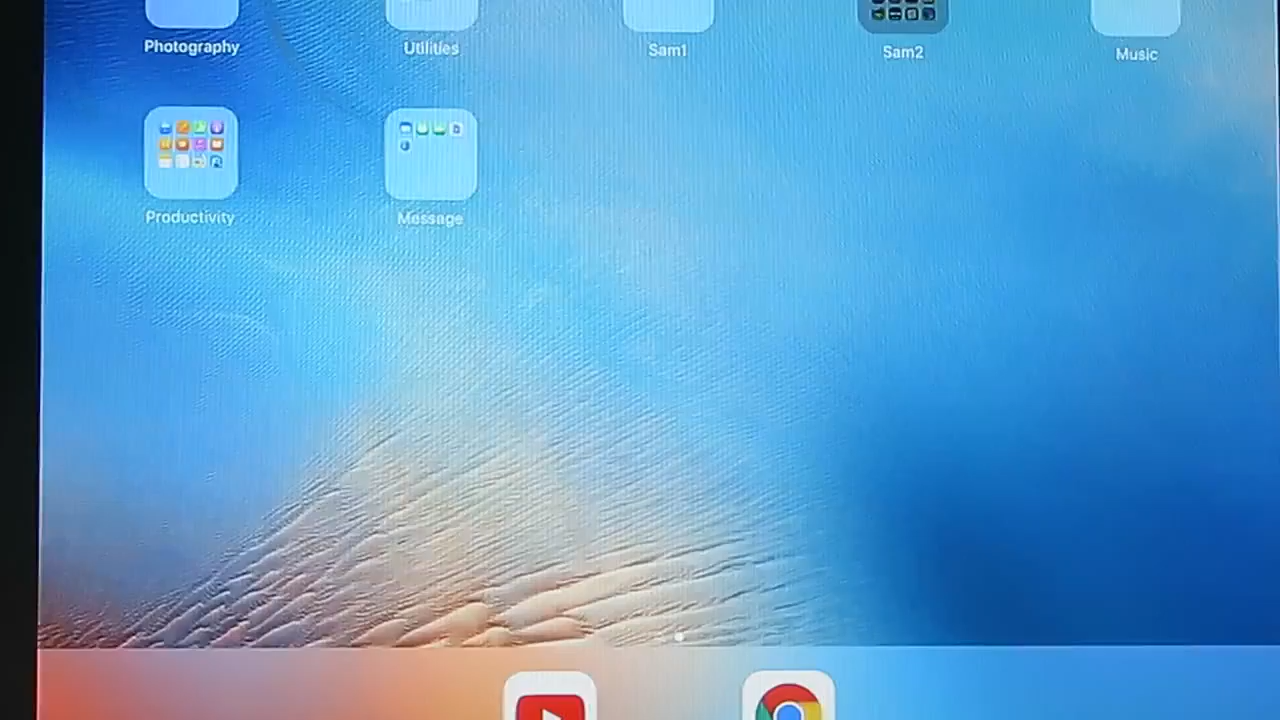 Photography
Utilities
Sam1
Sam2
Music
Productivity
Message